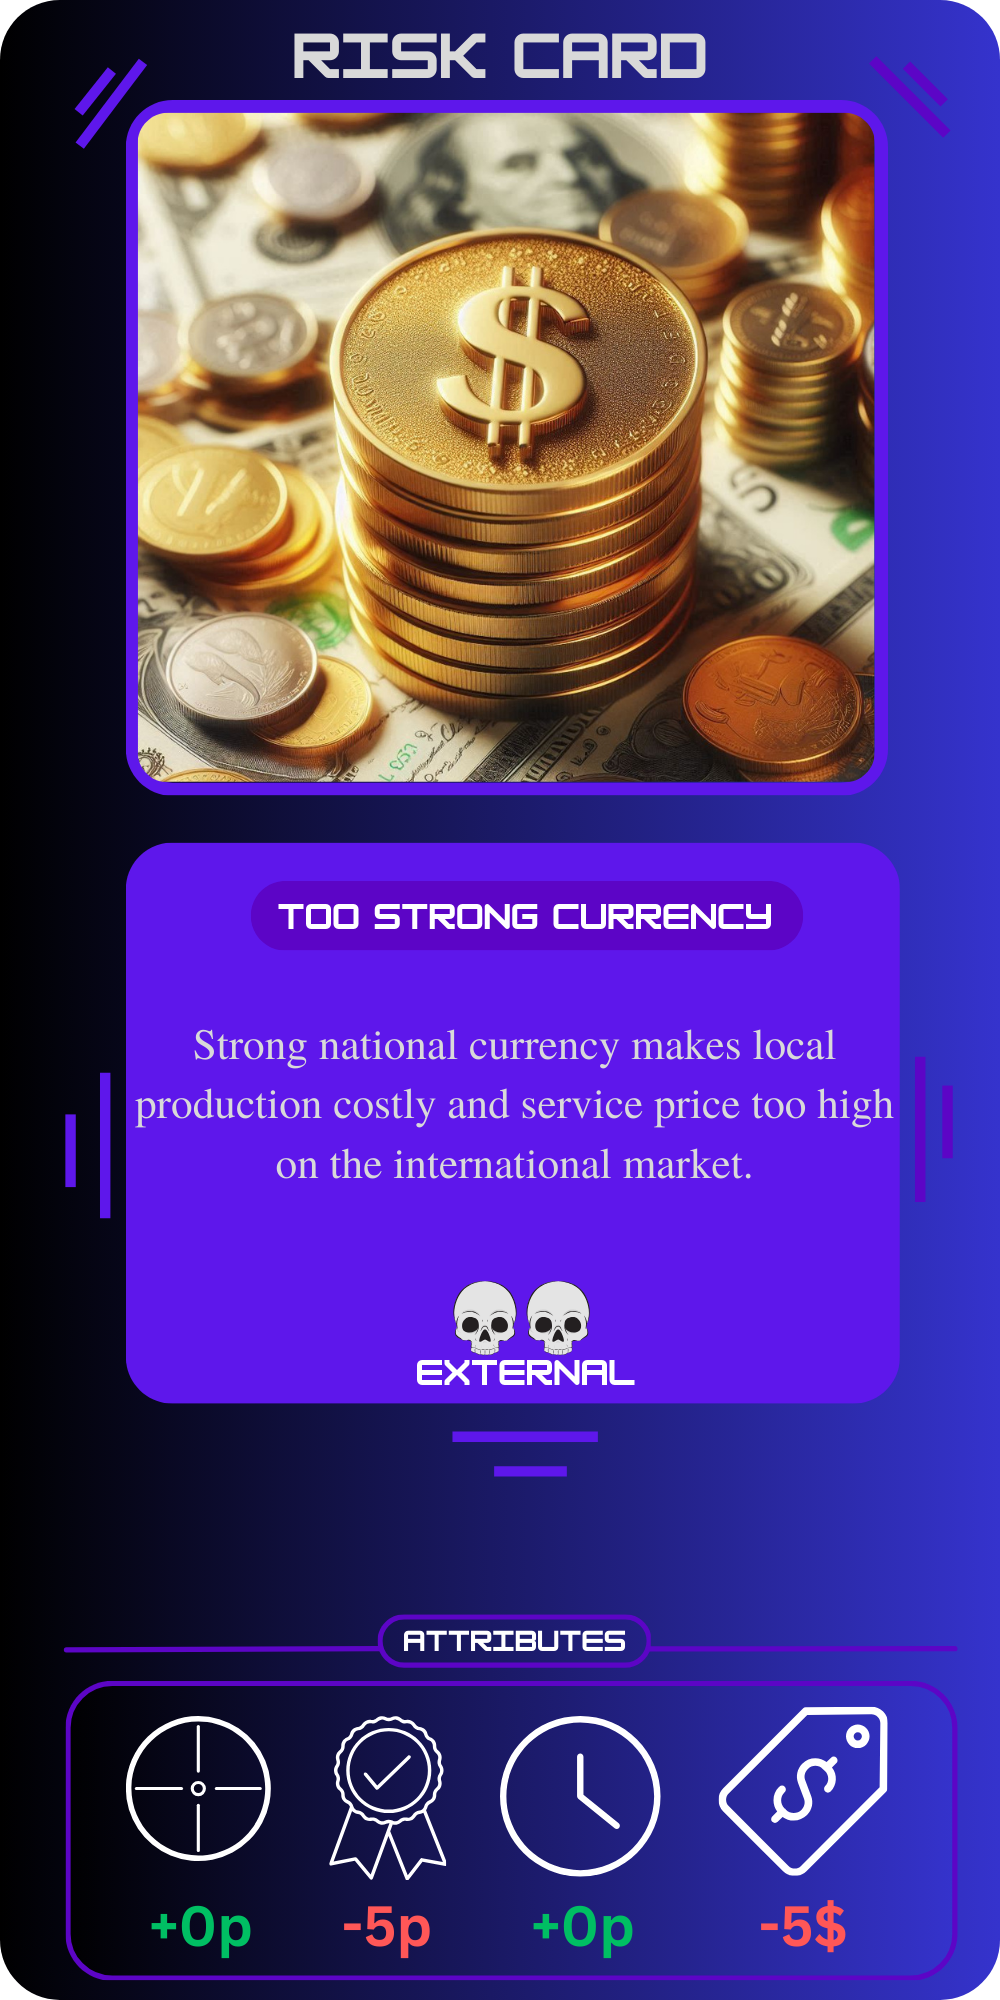 RISK CARD
TOO STRONG CURRENCY
Strong national currency makes local
production costly and service price too high
on the international market.
EXTERNAL
ATTRIBUTES
+0p -5p +0p -5$